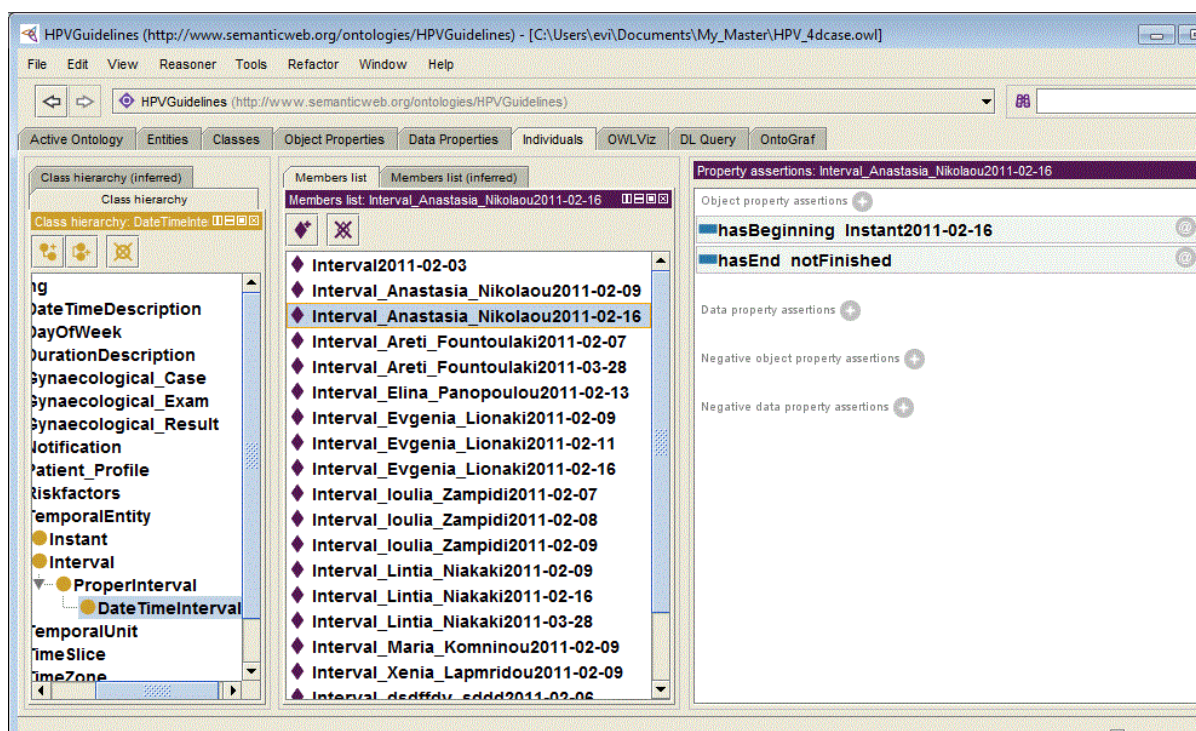 HPVGuidelines (http://www.semanticweb.org/ontologies/HPVGuidelines) - [C:\Users\evi\Documents\My_Master\HPV_4dcase.owl]
File Edit View Reasoner Tools Refactor Window Help
HPVGuidelines (http://www.semanticweb.org/ontologies/HPVGuidelines)
Active Ontology Entities Classes Object Properties Data Properties Individuals OWLViz DL Query OntoGraf
Class hierarchy (inferred)
Class hierarchy
Class hierarchy: DateTimeInte
ng
DateTimeDescription
DayOfWeek
DurationDescription
Gynaecological_Case
Gynaecological_Exam
Gynaecological_Result
Notification
Patient_Profile
Riskfactors
TemporalEntity
Instant
Interval
ProperInterval
DateTimeInterval
TemporalUnit
TimeSlice
TimeZone
Members list Members list (inferred)
Members list: Interval_Anastasia_Nikolaou2011-02-16
Interval2011-02-03
Interval_Anastasia_Nikolaou2011-02-09
Interval_Anastasia_Nikolaou2011-02-16
Interval_Areti_Fountoulaki2011-02-07
Interval_Areti_Fountoulaki2011-03-28
Interval_Elina_Panopoulou2011-02-13
Interval_Evgenia_Lionaki2011-02-09
Interval_Evgenia_Lionaki2011-02-11
Interval_Evgenia_Lionaki2011-02-16
Interval_Ioulia_Zampidi2011-02-07
Interval_Ioulia_Zampidi2011-02-08
Interval_Ioulia_Zampidi2011-02-09
Interval_Lintia_Niakaki2011-02-09
Interval_Lintia_Niakaki2011-02-16
Interval_Lintia_Niakaki2011-03-28
Interval_Maria_Komninou2011-02-09
Interval_Xenia_Lapmridou2011-02-09
Interval_dsdffdv_sddd2011-02-06
Property assertions: Interval_Anastasia_Nikolaou2011-02-16
Object property assertions
hasBeginning Instant2011-02-16
hasEnd notFinished
Data property assertions
Negative object property assertions
Negative data property assertions